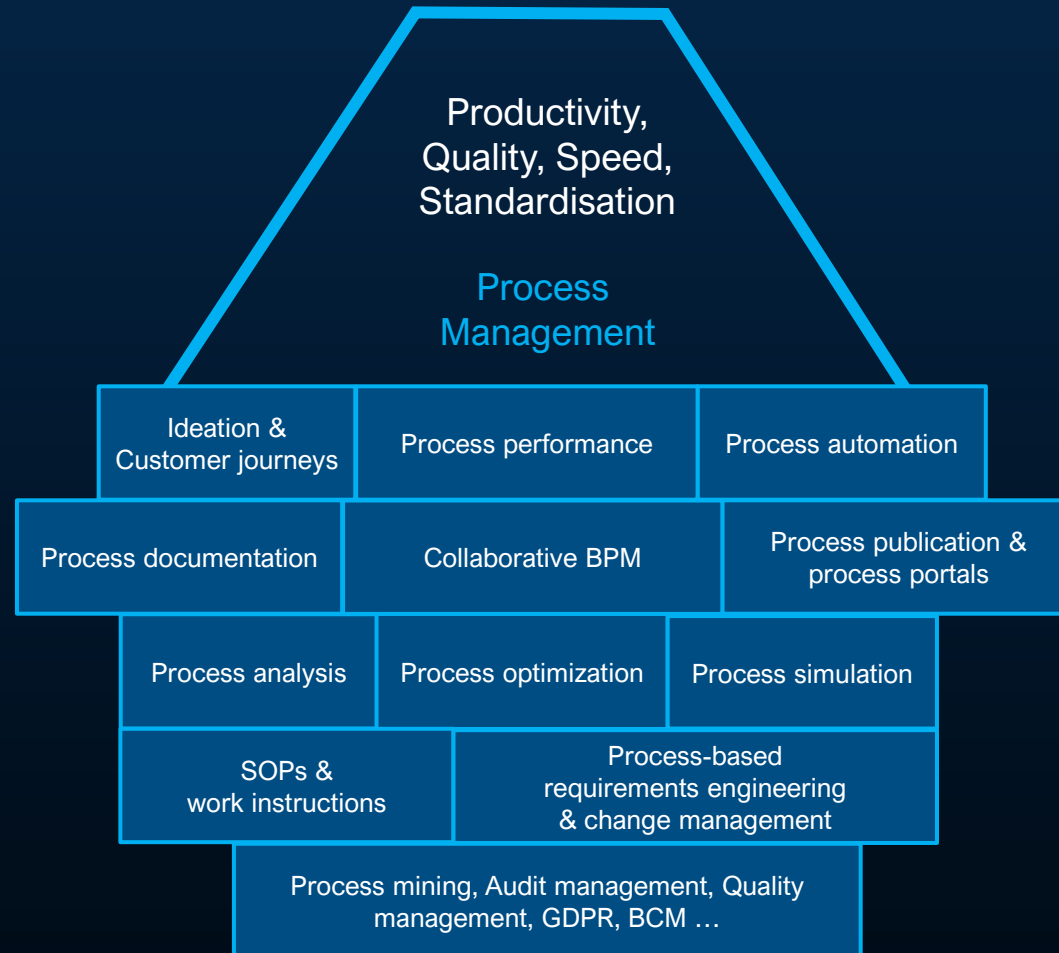 Productivity,
Quality, Speed,
Standardisation
Process
Management
Ideation &
Customer journeys
Process performance
Process automation
Process documentation
Collaborative BPM
Process publication &
process portals
Process analysis
Process optimization
Process simulation
SOPs &
work instructions
Process-based
requirements engineering
& change management
Process mining, Audit management, Quality
management, GDPR, BCM …